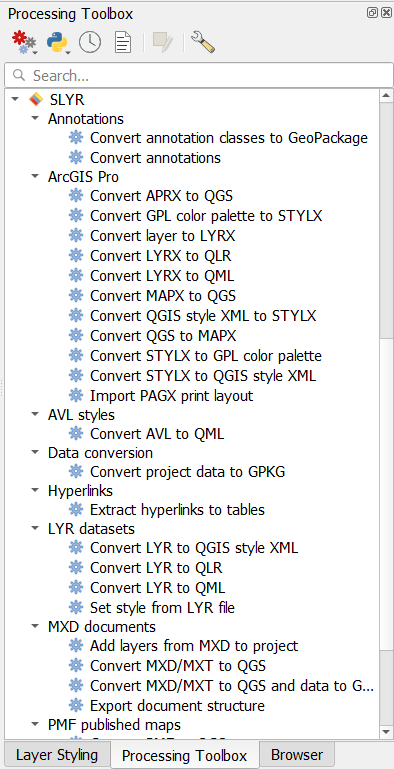 Processing Toolbox
Search...
SLYR
Annotations
Convert annotation classes to GeoPackage
Convert annotations
ArcGIS Pro
Convert APRX to QGS
Convert GPL color palette to STYLX
Convert layer to LYRX
Convert LYRX to QLR
Convert LYRX to QML
Convert MAPX to QGS
Convert QGIS style XML to STYLX
Convert QGS to MAPX
Convert STYLX to GPL color palette
Convert STYLX to QGIS style XML
Import PAGX print layout
AVL styles
Convert AVL to QML
Data conversion
Convert project data to GPKG
Hyperlinks
Extract hyperlinks to tables
LYR datasets
Convert LYR to QGIS style XML
Convert LYR to QLR
Convert LYR to QML
Set style from LYR file
MXD documents
Add layers from MXD to project
Convert MXD/MXT to QGS
Convert MXD/MXT to QGS and data to G...
Export document structure
PMF published maps
Layer Styling
Processing Toolbox
Browser